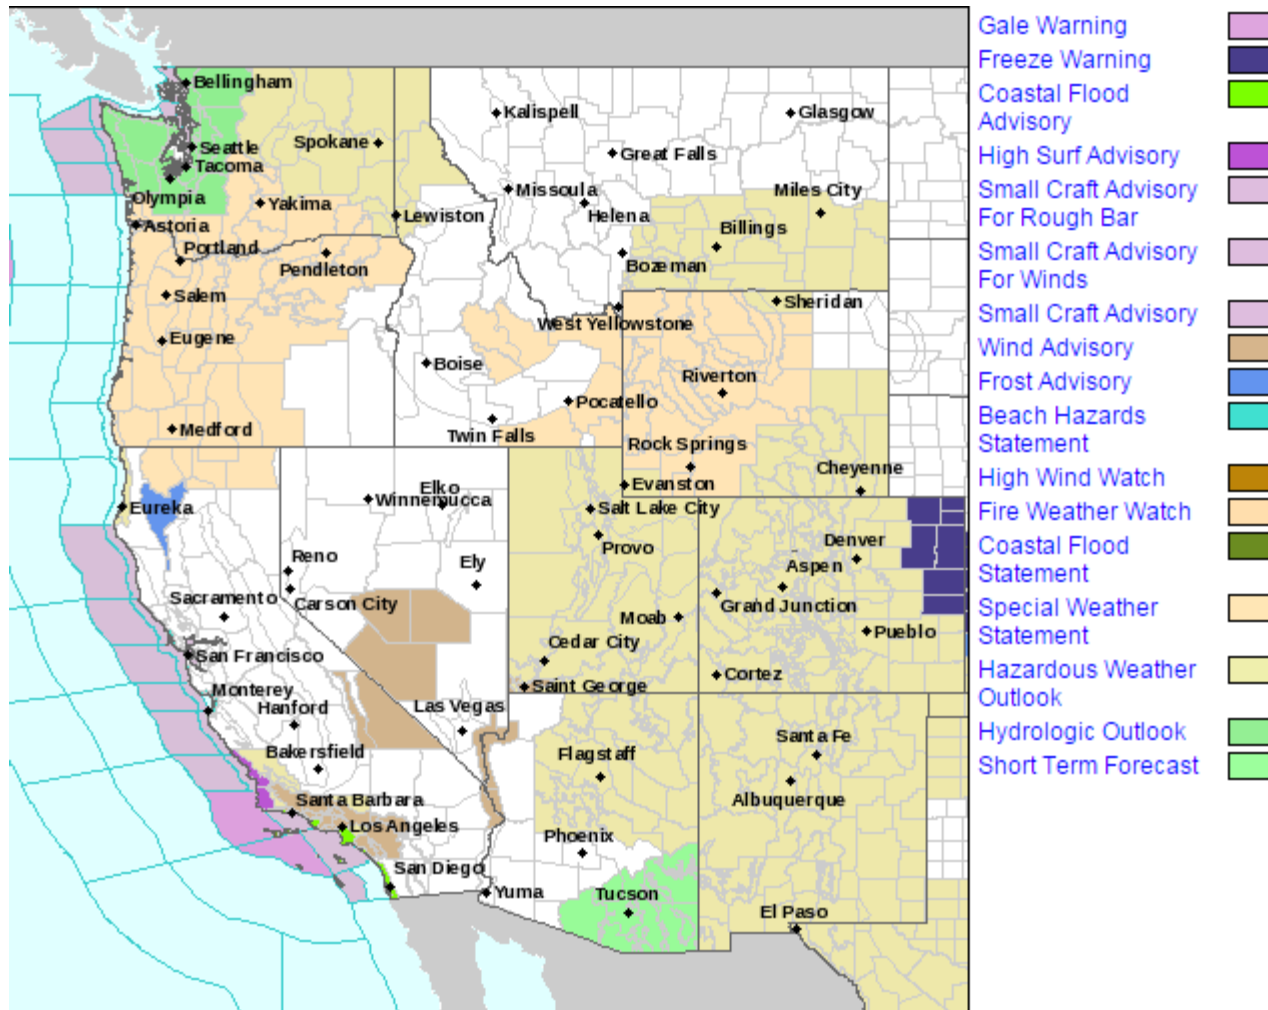 Bellingham
Kalispell
Glasgow
Seattle
Spokane
Great Falls
Tacoma
Olympia
Yakima
Lewiston
Missoula
Helena
Miles City
Astoria
Portland
Pendleton
Billings
Bozeman
Salem
Sheridan
West Yellowstone
Eugene
Boise
Riverton
Pocatello
Medford
Twin Falls
Rock Springs
Cheyenne
Evanston
Elko
Winnemucca
Eureka
Salt Lake City
Provo
Denver
Reno
Ely
Aspen
Sacramento
Carson City
Grand Junction
Moab
Pueblo
San Francisco
Cedar City
Cortez
Saint George
Monterey
Hanford
Las Vegas
Bakersfield
Flagstaff
Santa Fe
Albuquerque
Santa Barbara
Los Angeles
Phoenix
San Diego
Yuma
Tucson
El Paso
Gale Warning
Freeze Warning
Coastal Flood
Advisory
High Surf Advisory
Small Craft Advisory
For Rough Bar
Small Craft Advisory
For Winds
Small Craft Advisory
Wind Advisory
Frost Advisory
Beach Hazards
Statement
High Wind Watch
Fire Weather Watch
Coastal Flood
Statement
Special Weather
Statement
Hazardous Weather
Outlook
Hydrologic Outlook
Short Term Forecast